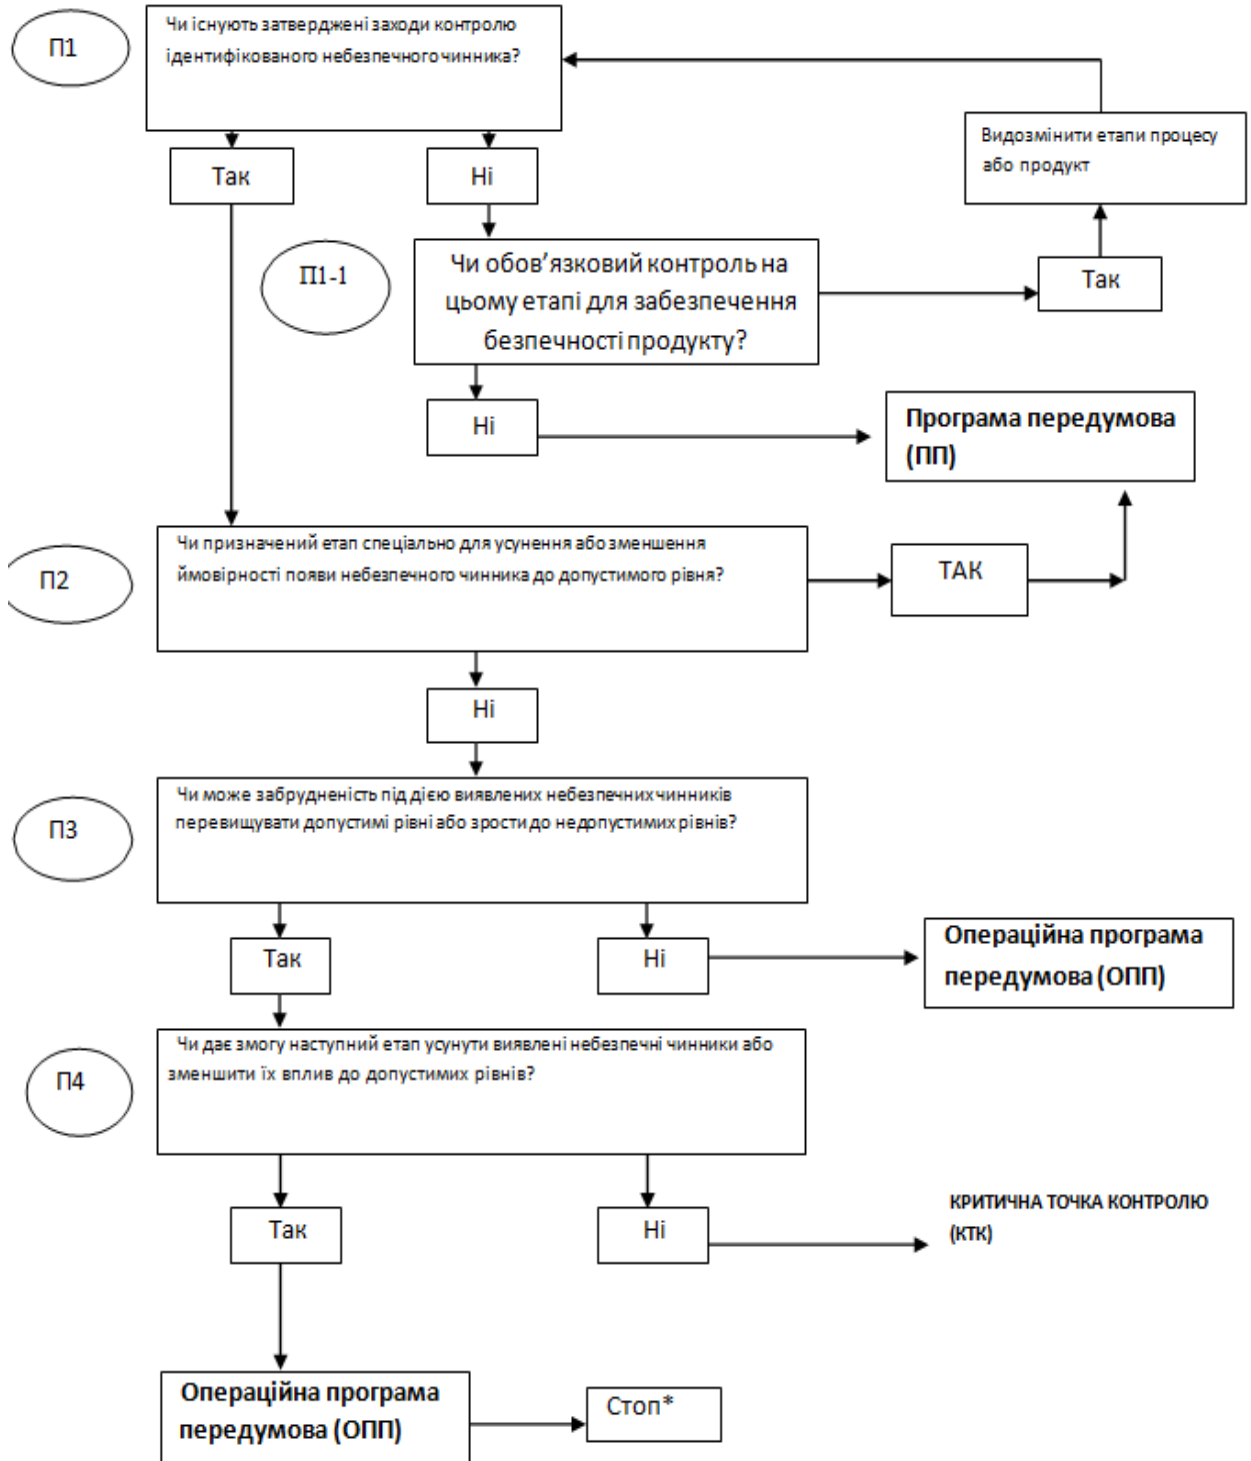 П1
Чи існують затверджені заходи контролю
ідентифікованого небезпечного чинника?
Видозмінити етапи процесу
або продукт
Так
Ні
П1-1
Чи обов’язковий контроль на
цьому етапі для забезпечення
безпечності продукту?
Так
Ні
Програма передумова
(ПП)
П2
Чи призначений етап спеціально для усунення або зменшення
ймовірності появи небезпечного чинника до допустимого рівня?
ТАК
Ні
П3
Чи може забрудненість під дією виявлених небезпечних чинників
перевищувати допустимі рівні або зрости до недопустимих рівнів?
Так
Ні
Операційна програма
передумова (ОПП)
П4
Чи дає змогу наступний етап усунути виявлені небезпечні чинники або
зменшити їх вплив до допустимих рівнів?
Так
Ні
КРИТИЧНА ТОЧКА КОНТРОЛЮ
(КТК)
Операційна програма
передумова (ОПП)
Стоп*